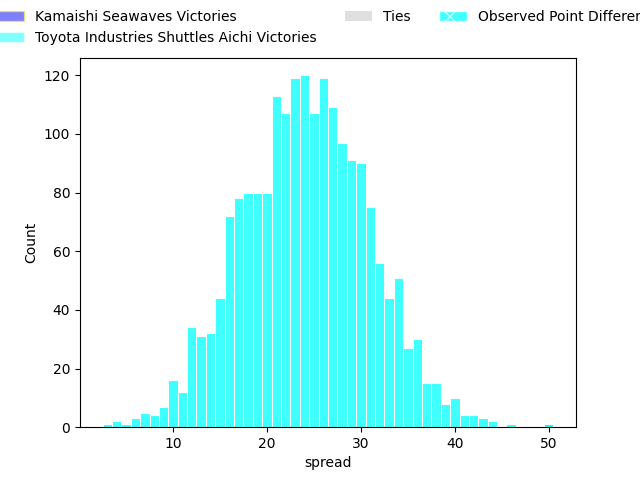 Kamaishi Seawaves Victories
Toyota Industries Shuttles Aichi Victories
Ties
Observed Point Differen
120
100
80
60
40
20
0
Count
10 20 30 40 50
spread